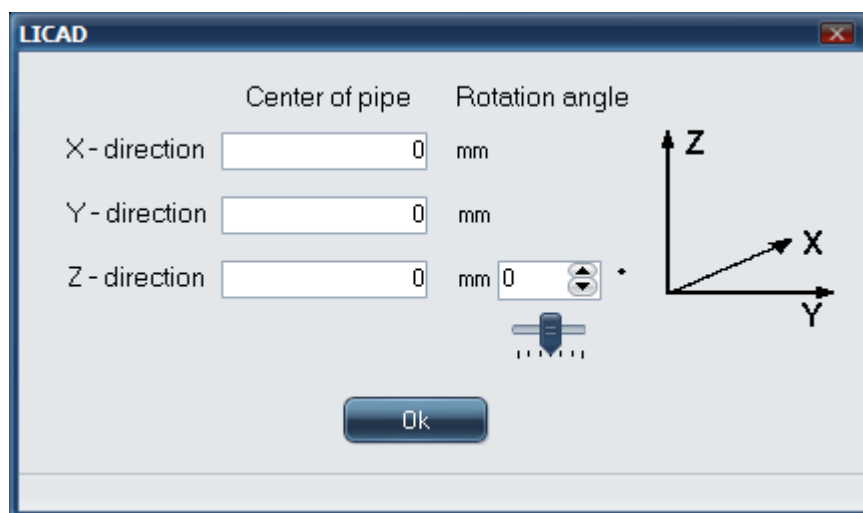 LICAD
Center of pipe Rotation angle
X - direction 0 mm
Y - direction 0 mm
Z - direction 0 mm 0 °
Z
X
Y
Ok